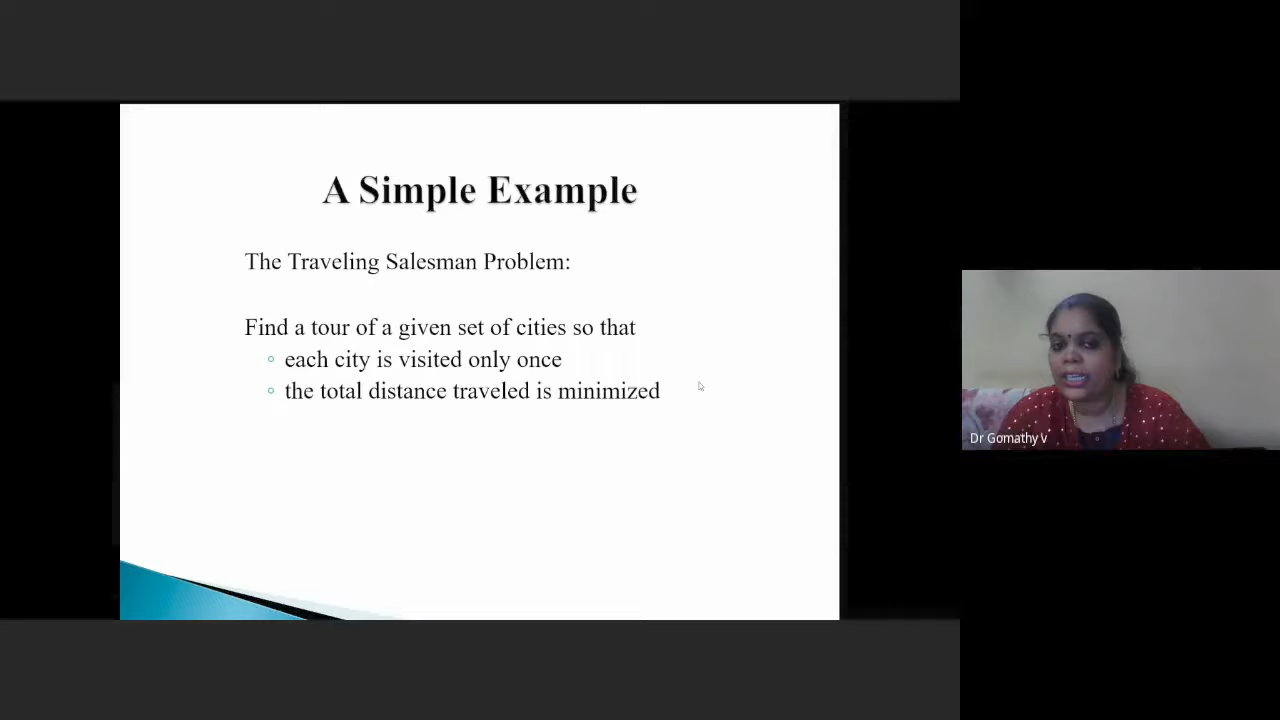 A Simple Example
The Traveling Salesman Problem:
Find a tour of a given set of cities so that
each city is visited only once
the total distance traveled is minimized
Dr Gomathy V